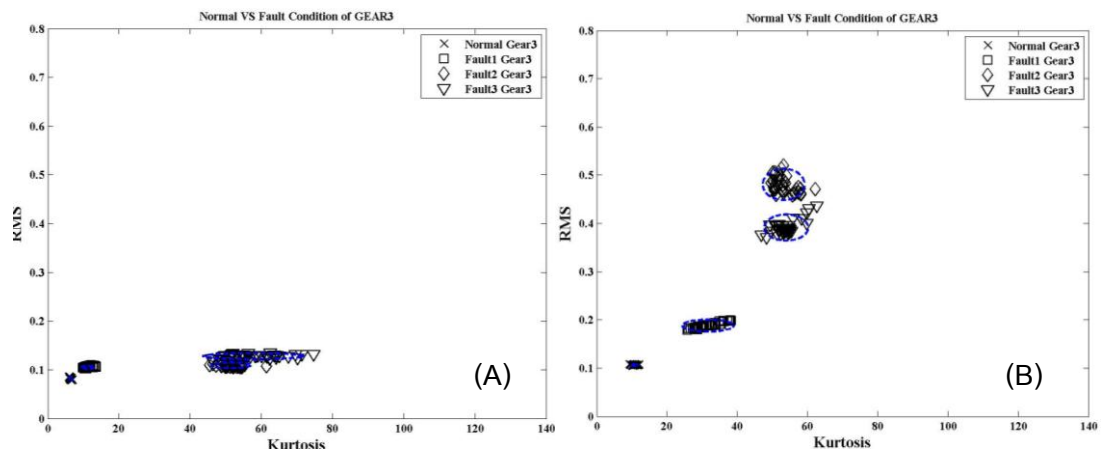 Normal VS Fault Condition of GEAR3
0.8
0.7
0.6
0.5
0.4
0.3
0.2
0.1
0
RMS
0
20
40
60
80
100
120
140
Kurtosis
Normal Gear3
Fault1 Gear3
Fault2 Gear3
Fault3 Gear3
(A)
Normal VS Fault Condition of GEAR3
0.8
0.7
0.6
0.5
0.4
0.3
0.2
0.1
0
RMS
0
20
40
60
80
100
120
140
Kurtosis
Normal Gear3
Fault1 Gear3
Fault2 Gear3
Fault3 Gear3
(B)